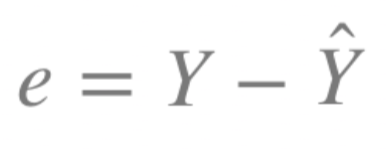 e = Y − Ŷ